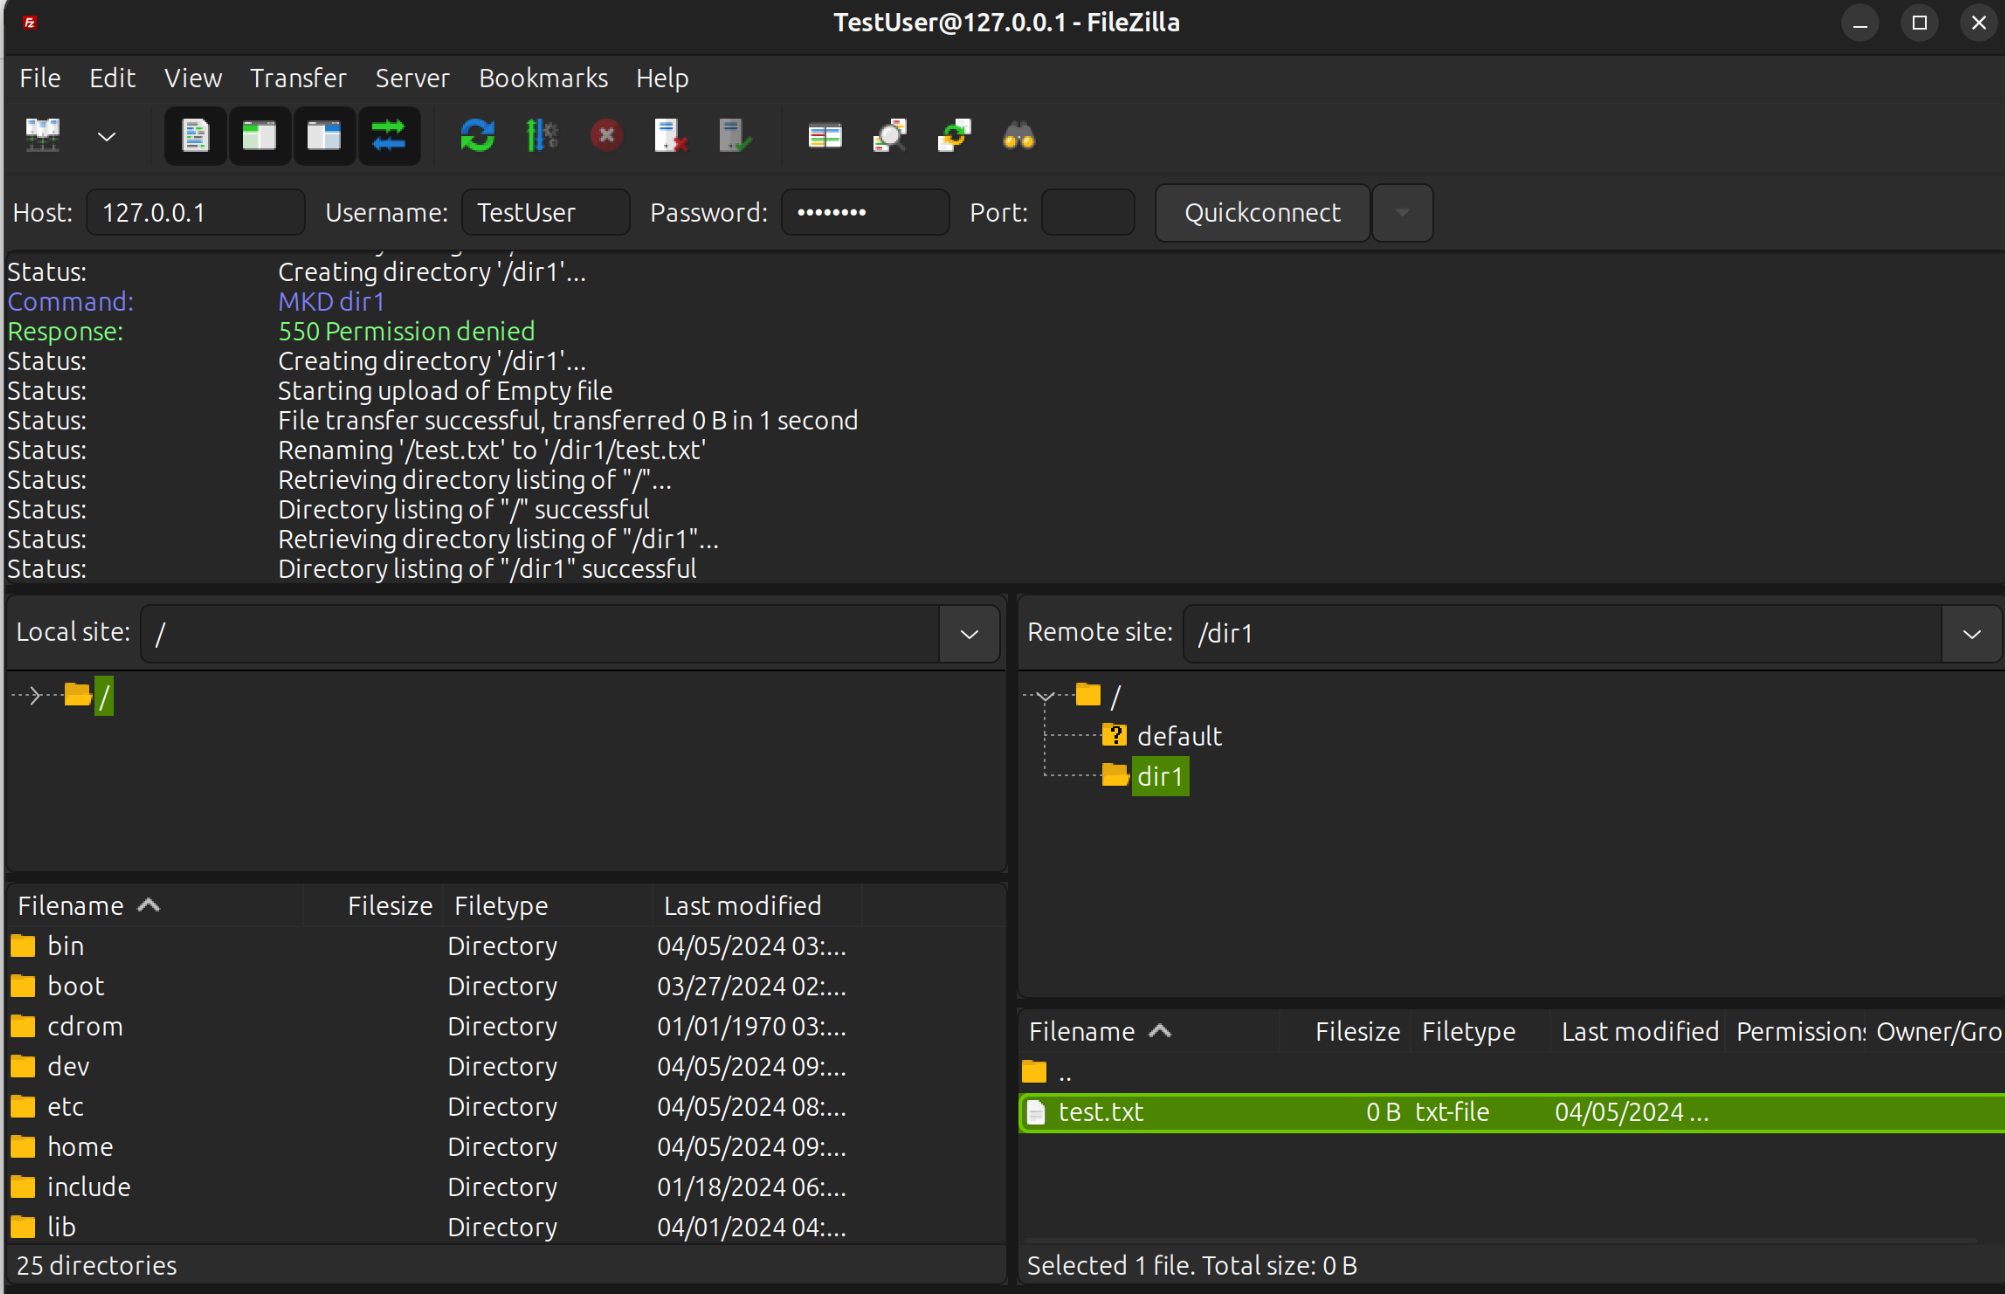 TestUser@127.0.0.1 - FileZilla
File Edit View Transfer Server Bookmarks Help
Host: 127.0.0.1 Username: TestUser Password: •••••••• Port: Quickconnect
Status: Creating directory '/dir1'...
Command: MKD dir1
Response: 550 Permission denied
Status: Creating directory '/dir1'...
Status: Starting upload of Empty file
Status: File transfer successful, transferred 0 B in 1 second
Status: Renaming '/test.txt' to '/dir1/test.txt'
Status: Retrieving directory listing of "/"...
Status: Directory listing of "/" successful
Status: Retrieving directory listing of "/dir1"...
Status: Directory listing of "/dir1" successful
Local site: /
/
Filename Filesize Filetype Last modified
bin Directory 04/05/2024 03:...
boot Directory 03/27/2024 02:...
cdrom Directory 01/01/1970 03:...
dev Directory 04/05/2024 09:...
etc Directory 04/05/2024 08:...
home Directory 04/05/2024 09:...
include Directory 01/18/2024 06:...
lib Directory 04/01/2024 04:...
25 directories
Remote site: /dir1
/
? default
dir1
Filename Filesize Filetype Last modified Permissions Owner/Gro
..
test.txt 0 B txt-file 04/05/2024 ...
Selected 1 file. Total size: 0 B